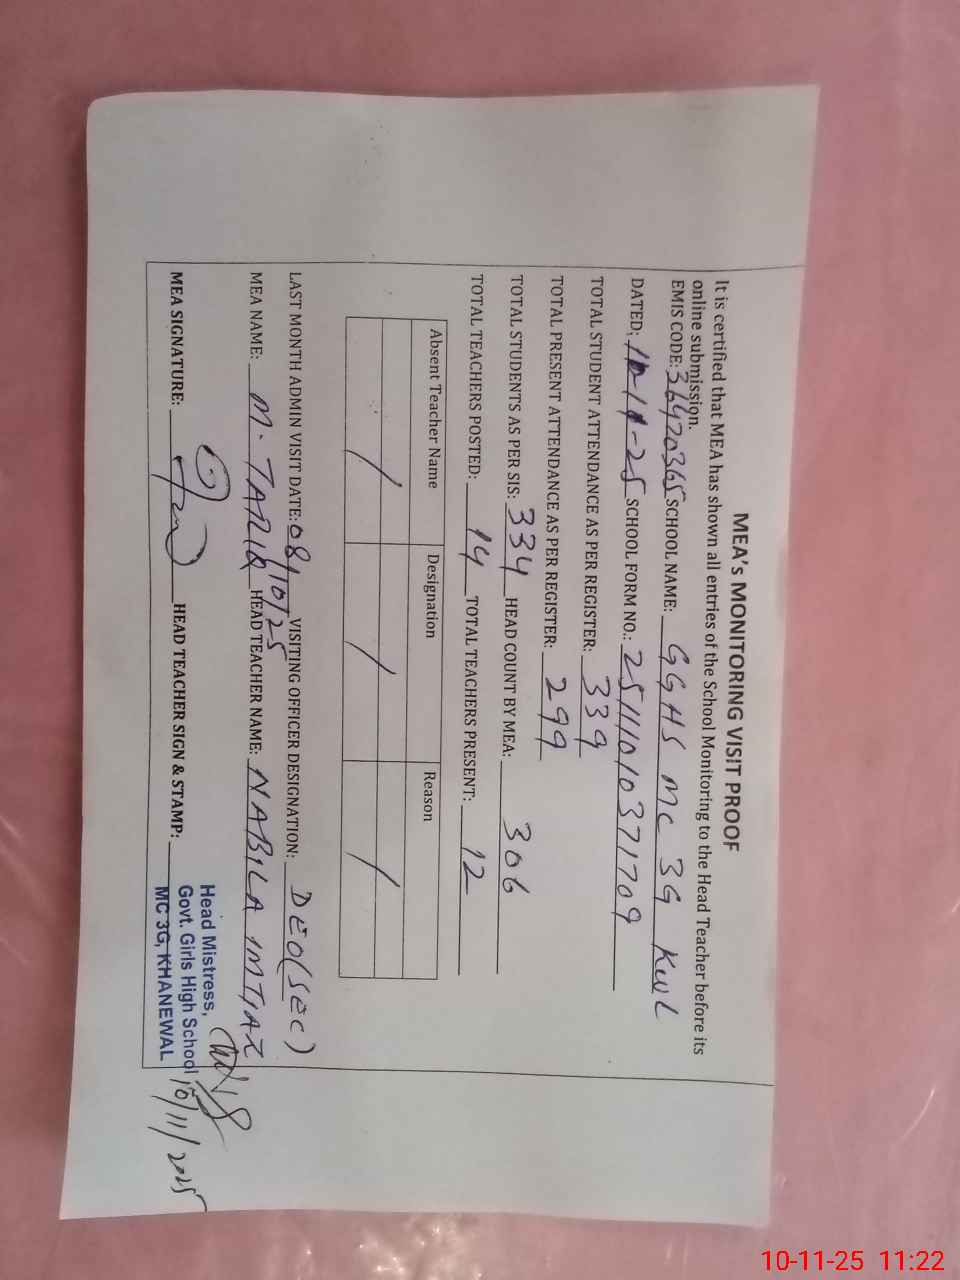 MEA's MONITORING VISIT PROOF
It is certified that MEA has shown all entries of the School Monitoring to the Head Teacher before its
online submission.
EMIS CODE: 36420365 SCHOOL NAME: GGHS MC 3G KWL
DATED: 10-11-25 SCHOOL FORM NO.: 25111010371709
TOTAL STUDENT ATTENDANCE AS PER REGISTER: 339
TOTAL PRESENT ATTENDANCE AS PER REGISTER: 299
TOTAL STUDENTS AS PER SIS: 334 HEAD COUNT BY MEA: 306
TOTAL TEACHERS POSTED: 14 TOTAL TEACHERS PRESENT: 12
Absent Teacher Name Designation Reason
/ / /
LAST MONTH ADMIN VISIT DATE: 08/10/25 VISITING OFFICER DESIGNATION: DEO(SEC)
MEA NAME: M. TARIQ HEAD TEACHER NAME: NABILA IMTIAZ
MEA SIGNATURE: HEAD TEACHER SIGN & STAMP:
Head Mistress,
Govt. Girls High School
MC 3G, KHANEWAL
10/11/2025
10-11-25 11:22